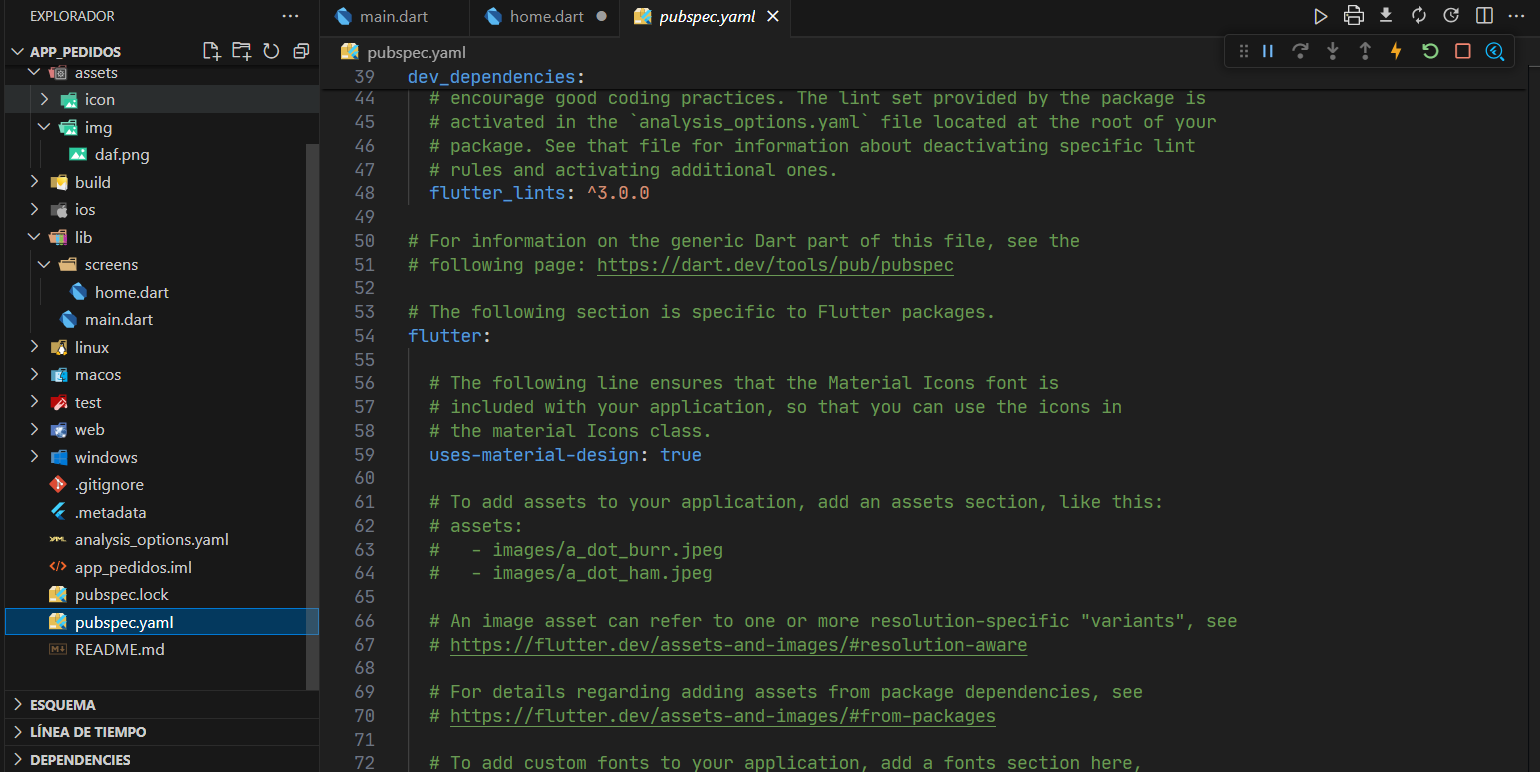 EXPLORADOR
APP_PEDIDOS
assets
icon
img
daf.png
build
ios
lib
screens
home.dart
main.dart
linux
macos
test
web
windows
.gitignore
.metadata
analysis_options.yaml
app_pedidos.iml
pubspec.lock
pubspec.yaml
README.md
ESQUEMA
LÍNEA DE TIEMPO
DEPENDENCIES
main.dart
home.dart
pubspec.yaml
pubspec.yaml
39 dev_dependencies:
44 # encourage good coding practices. The lint set provided by the package is
45 # activated in the `analysis_options.yaml` file located at the root of your
46 # package. See that file for information about deactivating specific lint
47 # rules and activating additional ones.
48 flutter_lints: ^3.0.0
49
50 # For information on the generic Dart part of this file, see the
51 # following page: https://dart.dev/tools/pub/pubspec
52
53 # The following section is specific to Flutter packages.
54 flutter:
55
56 # The following line ensures that the Material Icons font is
57 # included with your application, so that you can use the icons in
58 # the material Icons class.
59 uses-material-design: true
60
61 # To add assets to your application, add an assets section, like this:
62 # assets:
63 #   - images/a_dot_burr.jpeg
64 #   - images/a_dot_ham.jpeg
65
66 # An image asset can refer to one or more resolution-specific "variants", see
67 # https://flutter.dev/assets-and-images/#resolution-aware
68
69 # For details regarding adding assets from package dependencies, see
70 # https://flutter.dev/assets-and-images/#from-packages
71
72 # To add custom fonts to your application, add a fonts section here,